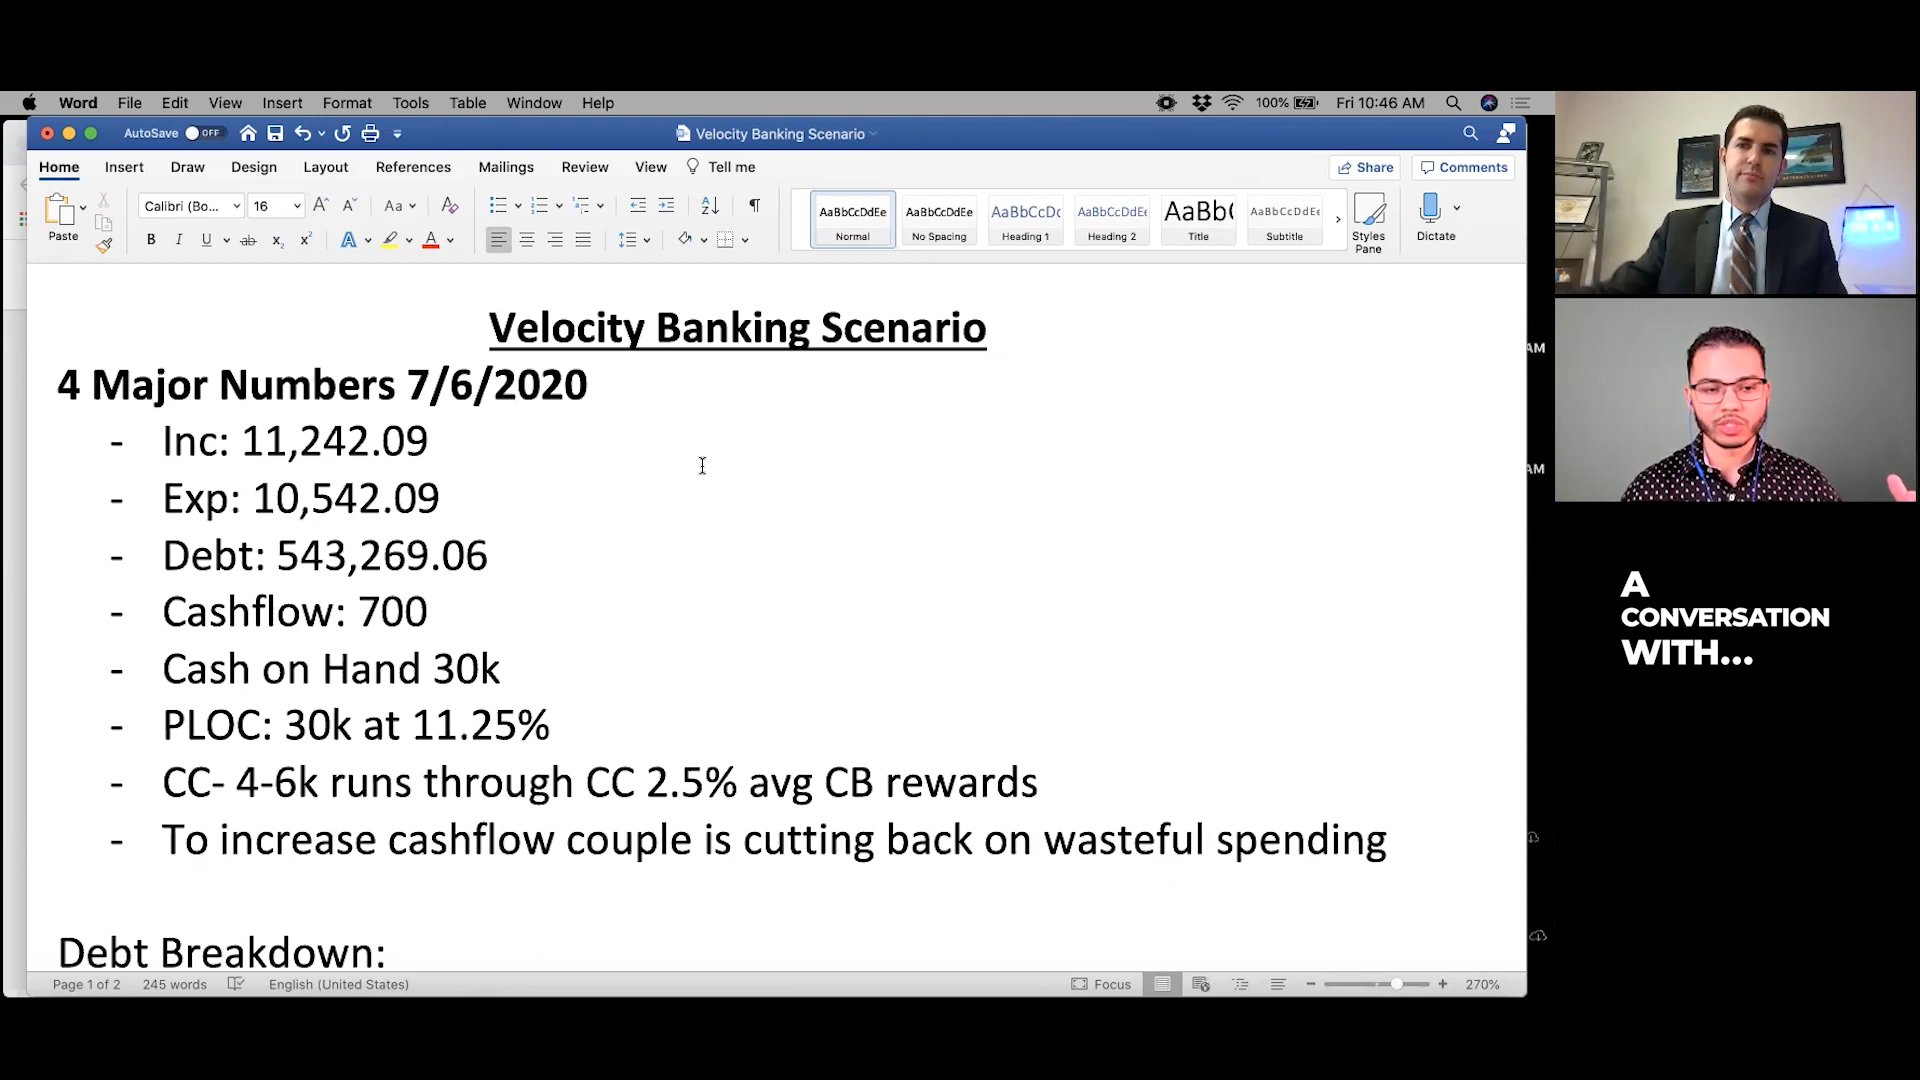 Word File Edit View Insert Format Tools Table Window Help 100% Fri 10:46 AM
AutoSave OFF Velocity Banking Scenario
Home Insert Draw Design Layout References Mailings Review View Tell me Share Comments
Paste Calibri (Bo... 16 Aa
AaBbCcDdEe AaBbCcDdEe AaBbCcDc AaBbCcDdEe AaBb( AaBbCcDdEe
Normal No Spacing Heading 1 Heading 2 Title Subtitle Styles Pane Dictate
Velocity Banking Scenario
4 Major Numbers 7/6/2020
- Inc: 11,242.09
- Exp: 10,542.09
- Debt: 543,269.06
- Cashflow: 700
- Cash on Hand 30k
- PLOC: 30k at 11.25%
- CC- 4-6k runs through CC 2.5% avg CB rewards
- To increase cashflow couple is cutting back on wasteful spending
Debt Breakdown:
Page 1 of 2 245 words English (United States) Focus 270%
AM
AM
A
CONVERSATION
WITH...